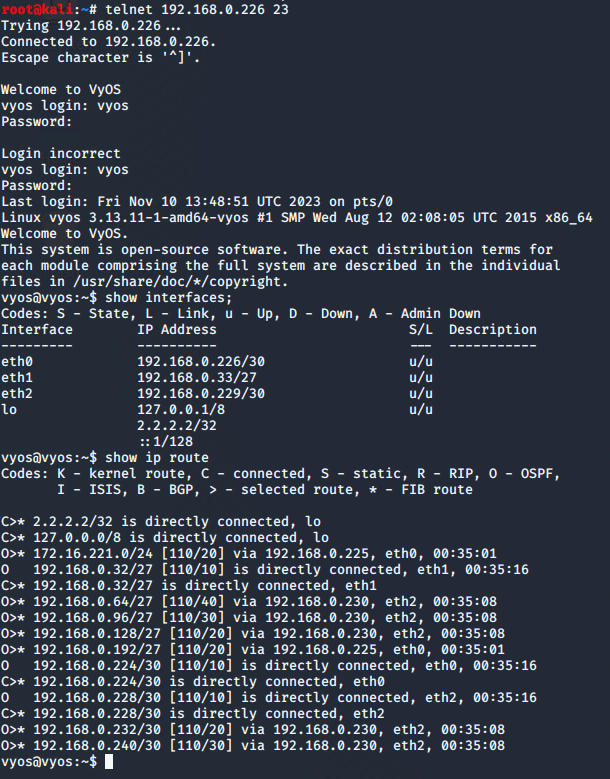 root@kali:~# telnet 192.168.0.226 23
Trying 192.168.0.226...
Connected to 192.168.0.226.
Escape character is '^]'.
Welcome to VyOS
vyos login: vyos
Password:
Login incorrect
vyos login: vyos
Password:
Last login: Fri Nov 10 13:48:51 UTC 2023 on pts/0
Linux vyos 3.13.11-1-amd64-vyos #1 SMP Wed Aug 12 02:08:05 UTC 2015 x86_64
Welcome to VyOS.
This system is open-source software. The exact distribution terms for
each module comprising the full system are described in the individual
files in /usr/share/doc/*/copyright.
vyos@vyos:~$ show interfaces;
Codes: S - State, L - Link, u - Up, D - Down, A - Admin Down
Interface        IP Address                        S/L  Description
---------        ----------                        ---  -----------
eth0             192.168.0.226/30                  u/u
eth1             192.168.0.33/27                   u/u
eth2             192.168.0.229/30                  u/u
lo               127.0.0.1/8                       u/u
                 2.2.2.2/32
                 ::1/128
vyos@vyos:~$ show ip route
Codes: K - kernel route, C - connected, S - static, R - RIP, O - OSPF,
       I - ISIS, B - BGP, > - selected route, * - FIB route
C>* 2.2.2.2/32 is directly connected, lo
C>* 127.0.0.0/8 is directly connected, lo
O>* 172.16.221.0/24 [110/20] via 192.168.0.225, eth0, 00:35:01
O   192.168.0.32/27 [110/10] is directly connected, eth1, 00:35:16
C>* 192.168.0.32/27 is directly connected, eth1
O>* 192.168.0.64/27 [110/40] via 192.168.0.230, eth2, 00:35:08
O>* 192.168.0.96/27 [110/30] via 192.168.0.230, eth2, 00:35:08
O>* 192.168.0.128/27 [110/20] via 192.168.0.230, eth2, 00:35:08
O>* 192.168.0.192/27 [110/20] via 192.168.0.225, eth0, 00:35:01
O   192.168.0.224/30 [110/10] is directly connected, eth0, 00:35:16
C>* 192.168.0.224/30 is directly connected, eth0
O   192.168.0.228/30 [110/10] is directly connected, eth2, 00:35:16
C>* 192.168.0.228/30 is directly connected, eth2
O>* 192.168.0.232/30 [110/20] via 192.168.0.230, eth2, 00:35:08
O>* 192.168.0.240/30 [110/30] via 192.168.0.230, eth2, 00:35:08
vyos@vyos:~$